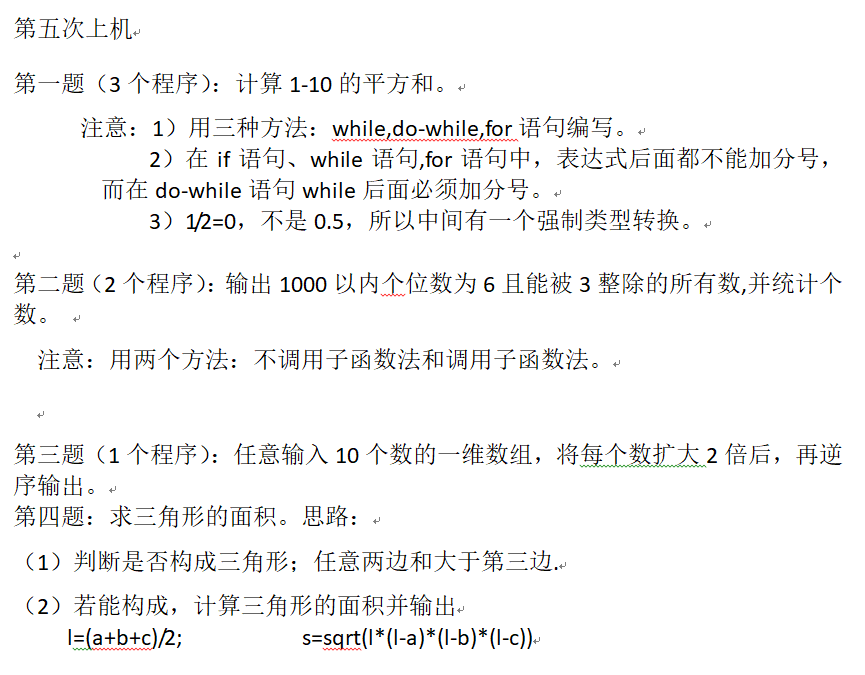 第五次上机
第一题（3 个程序）：计算 1-10 的平方和。
注意：1）用三种方法：while,do-while,for 语句编写。
2）在 if 语句、while 语句,for 语句中，表达式后面都不能加分号，
而在 do-while 语句 while 后面必须加分号。
3）1/2=0，不是 0.5，所以中间有一个强制类型转换。
第二题（2 个程序）：输出 1000 以内个位数为 6 且能被 3 整除的所有数,并统计个
数。
注意：用两个方法：不调用子函数法和调用子函数法。
第三题（1 个程序）：任意输入 10 个数的一维数组，将每个数扩大 2 倍后，再逆
序输出。
第四题：求三角形的面积。思路：
（1）判断是否构成三角形；任意两边和大于第三边.
（2）若能构成，计算三角形的面积并输出
l=(a+b+c)/2; s=sqrt(l*(l-a)*(l-b)*(l-c))